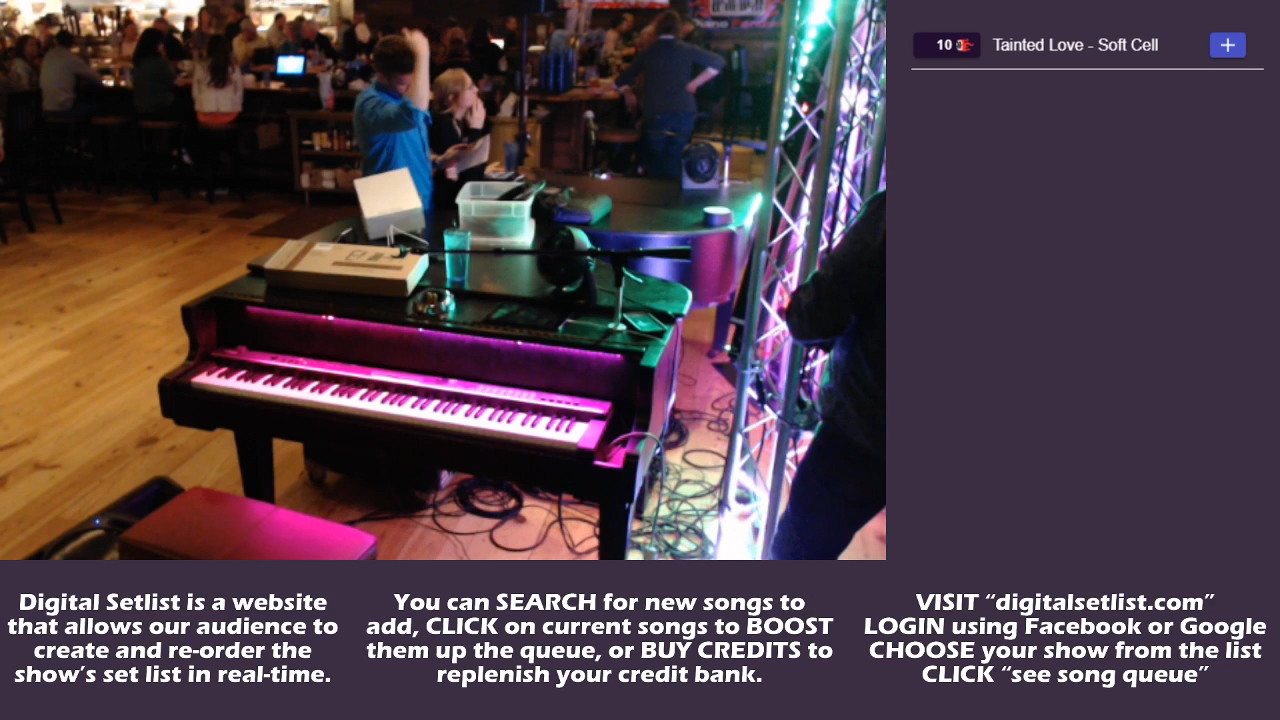 10 Tainted Love - Soft Cell +
Digital Setlist is a website
that allows our audience to
create and re-order the
show's set list in real-time.
You can SEARCH for new songs to
add, CLICK on current songs to BOOST
them up the queue, or BUY CREDITS to
replenish your credit bank.
VISIT “digitalsetlist.com”
LOGIN using Facebook or Google
CHOOSE your show from the list
CLICK “see song queue”